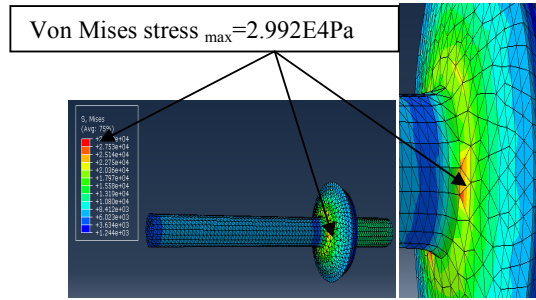 Von Mises stress max=2.992E4Pa
S, Mises
(Avg: 75%)
+2.753e+04
+2.514e+04
+2.275e+04
+2.036e+04
+1.797e+04
+1.558e+04
+1.319e+04
+1.080e+04
+8.412e+03
+6.023e+03
+3.634e+03
+1.244e+03